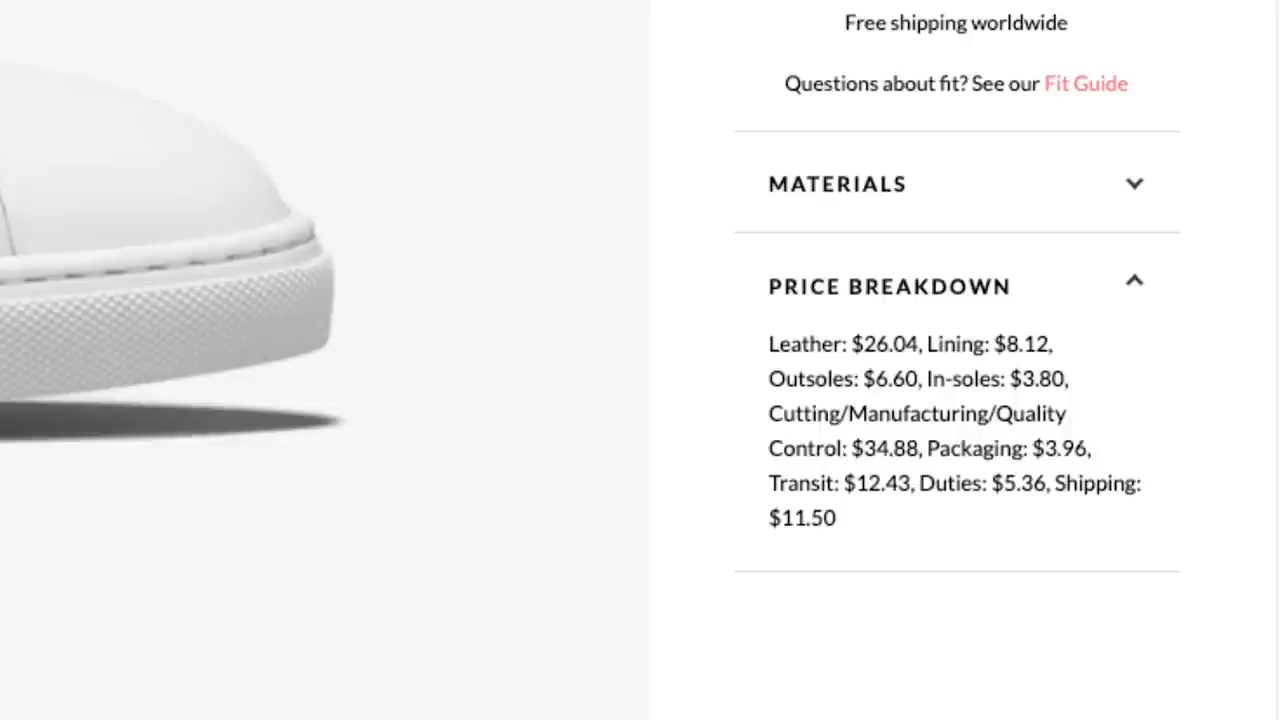 Free shipping worldwide
Questions about fit? See our Fit Guide
MATERIALS
PRICE BREAKDOWN
Leather: $26.04, Lining: $8.12,
Outsoles: $6.60, In-soles: $3.80,
Cutting/Manufacturing/Quality
Control: $34.88, Packaging: $3.96,
Transit: $12.43, Duties: $5.36, Shipping:
$11.50